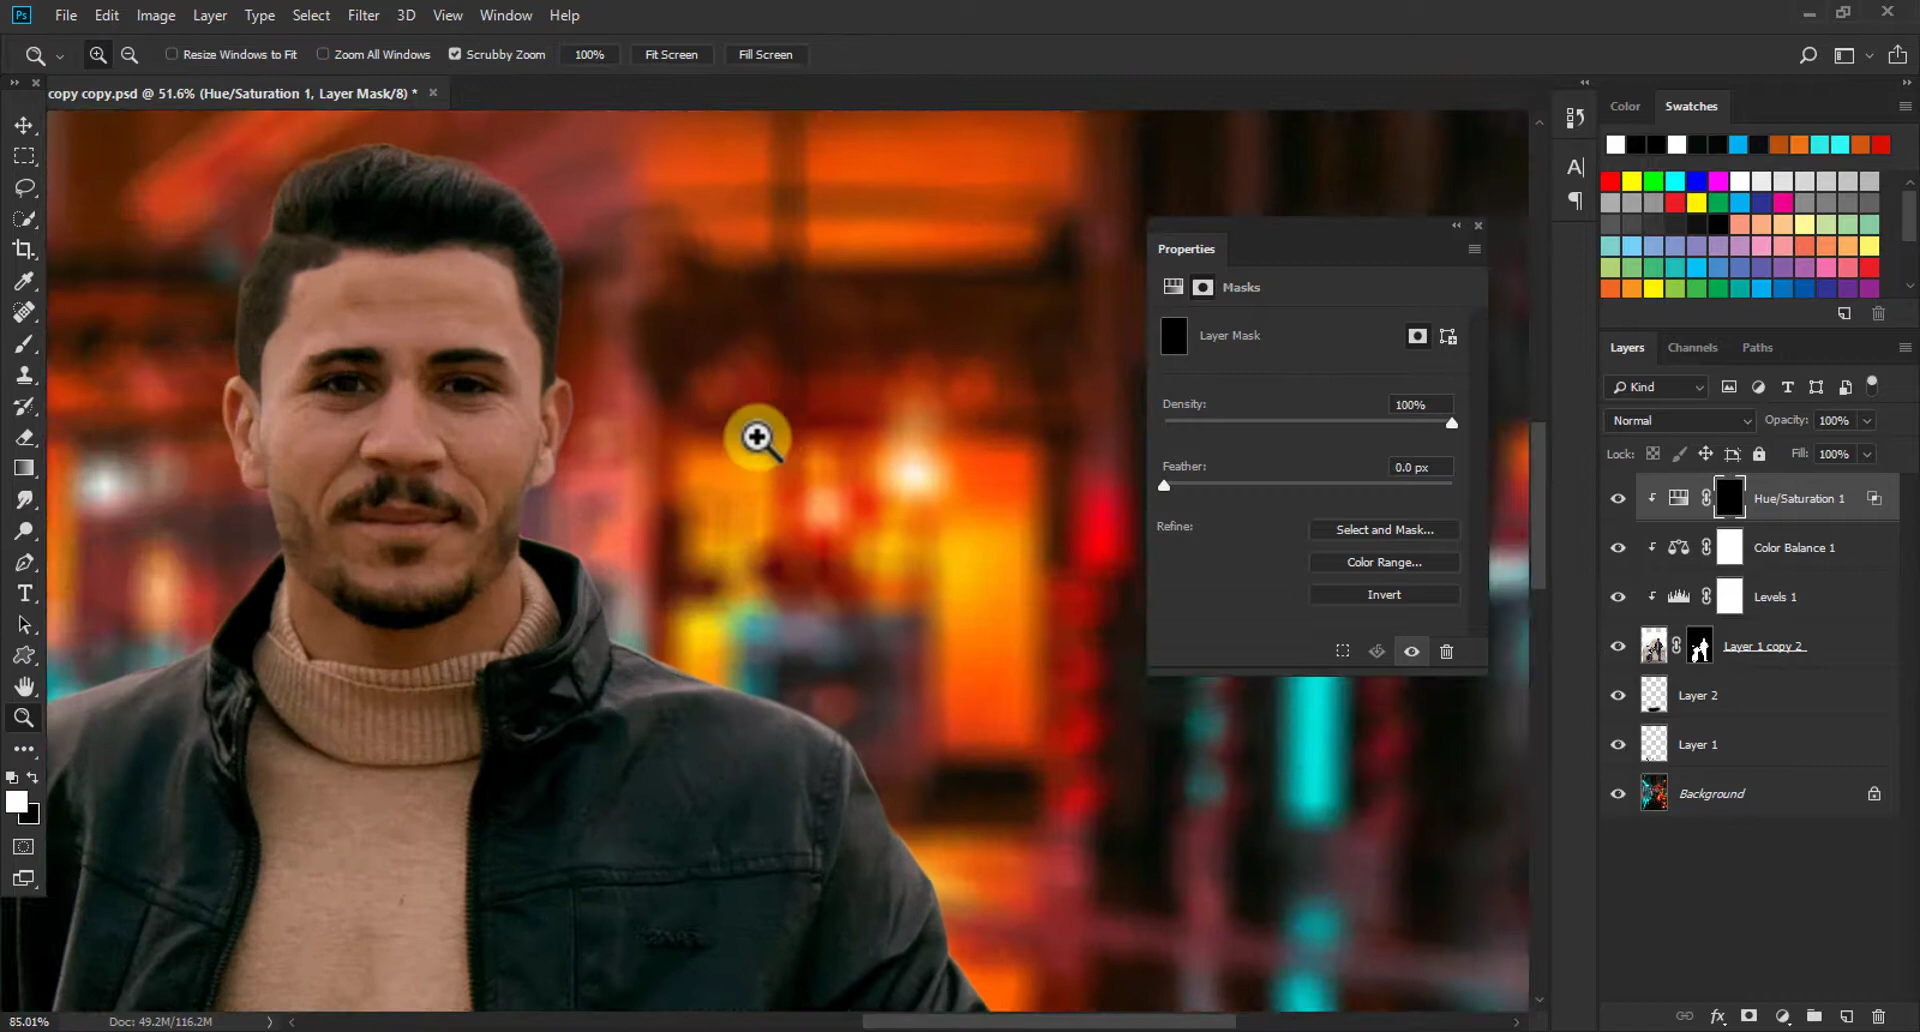 Ps File Edit Image Layer Type Select Filter 3D View Window Help
Resize Windows to Fit Zoom All Windows Scrubby Zoom 100% Fit Screen Fill Screen
copy copy.psd @ 51.6% (Hue/Saturation 1, Layer Mask/8) *
Color Swatches
Properties
Masks
Layer Mask
Density: 100%
Feather: 0.0 px
Refine: Select and Mask...
Color Range...
Invert
Layers Channels Paths
Kind
Normal Opacity: 100%
Lock: Fill: 100%
Hue/Saturation 1
Color Balance 1
Levels 1
Layer 1 copy 2
Layer 2
Layer 1
Background
85.01% Doc: 49.2M/116.2M